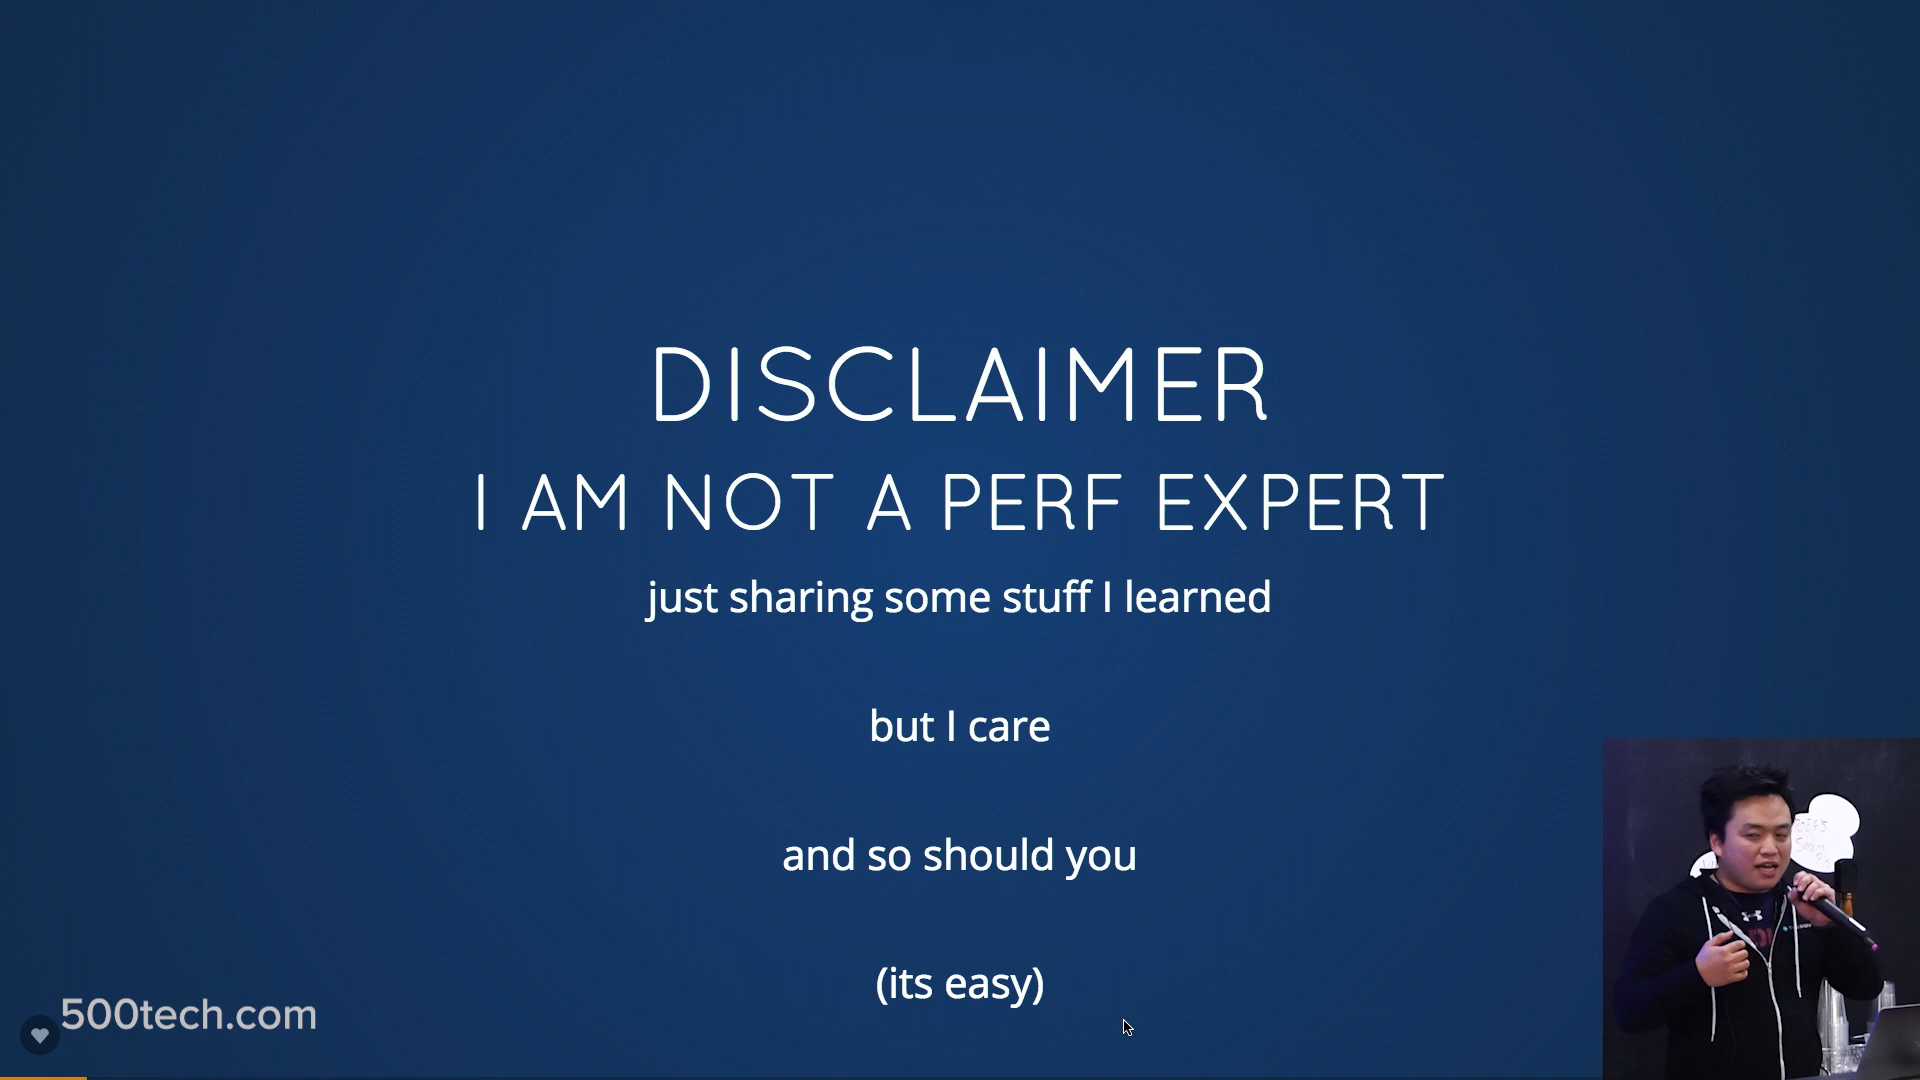 DISCLAIMER
I AM NOT A PERF EXPERT
just sharing some stuff I learned
but I care
and so should you
(its easy)
500tech.com